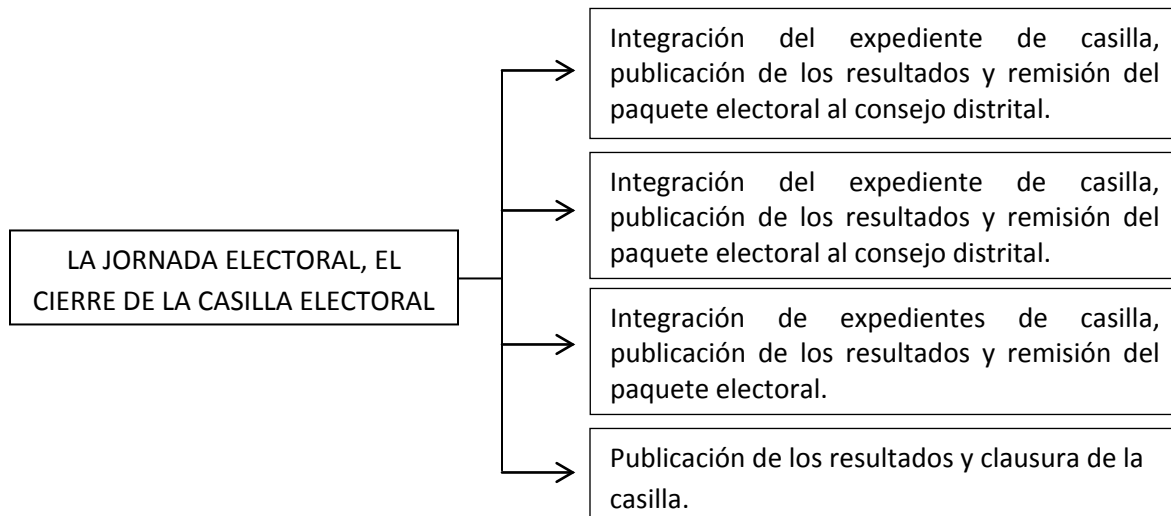 Integración del expediente de casilla,
publicación de los resultados y remisión del
paquete electoral al consejo distrital.
Integración del expediente de casilla,
publicación de los resultados y remisión del
paquete electoral al consejo distrital.
LA JORNADA ELECTORAL, EL
CIERRE DE LA CASILLA ELECTORAL
Integración de expedientes de casilla,
publicación de los resultados y remisión del
paquete electoral.
Publicación de los resultados y clausura de la
casilla.